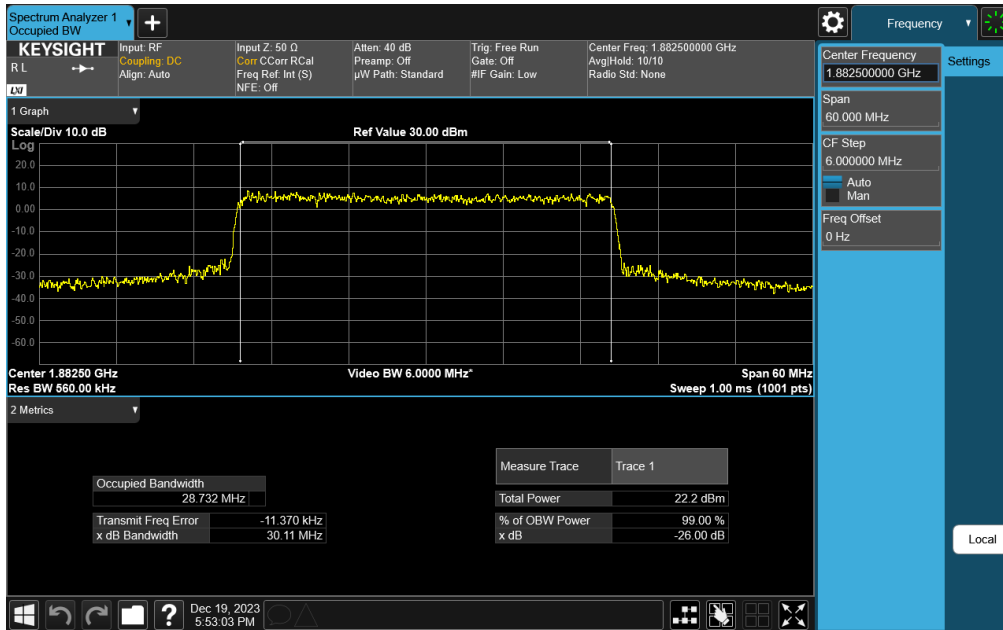 Spectrum Analyzer 1
Occupied BW
+
Frequency
KEYSIGHT
R L
LXI
Input: RF
Coupling: DC
Align: Auto
Input Z: 50 Ω
Corr CCorr RCal
Freq Ref: Int (S)
NFE: Off
Atten: 40 dB
Preamp: Off
µW Path: Standard
Trig: Free Run
Gate: Off
#IF Gain: Low
Center Freq: 1.882500000 GHz
Avg|Hold: 10/10
Radio Std: None
Center Frequency
1.882500000 GHz
Settings
Span
60.000 MHz
CF Step
6.000000 MHz
Auto
Man
Freq Offset
0 Hz
Local
1 Graph
Scale/Div 10.0 dB
Ref Value 30.00 dBm
Log
20.0
10.0
0.00
-10.0
-20.0
-30.0
-40.0
-50.0
-60.0
Center 1.88250 GHz
Video BW 6.0000 MHz*
Span 60 MHz
Res BW 560.00 kHz
Sweep 1.00 ms (1001 pts)
2 Metrics
Occupied Bandwidth
28.732 MHz
Transmit Freq Error -11.370 kHz
x dB Bandwidth 30.11 MHz
Measure Trace Trace 1
Total Power 22.2 dBm
% of OBW Power 99.00 %
x dB -26.00 dB
?
Dec 19, 2023
5:53:03 PM